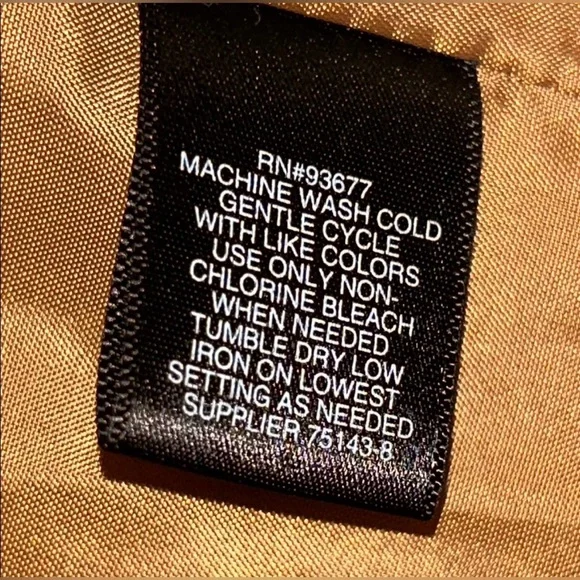 RN#93677
MACHINE WASH COLD
GENTLE CYCLE
WITH LIKE COLORS
USE ONLY NON-
CHLORINE BLEACH
WHEN NEEDED
TUMBLE DRY LOW
IRON ON LOWEST
SETTING AS NEEDED
SUPPLIER 75143-8